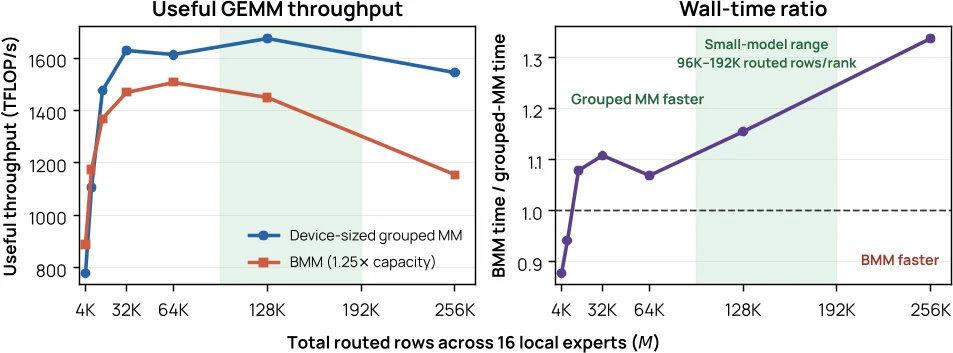 Useful GEMM throughput
Useful throughput (TFLOP/s)
1600
1400
1200
1000
800
Device-sized grouped MM
BMM (1.25× capacity)
4K 32K 64K 128K 192K 256K
Wall-time ratio
BMM time / grouped-MM time
1.3
1.2
1.1
1.0
0.9
Small-model range
96K–192K routed rows/rank
Grouped MM faster
BMM faster
4K 32K 64K 128K 192K 256K
Total routed rows across 16 local experts (M)